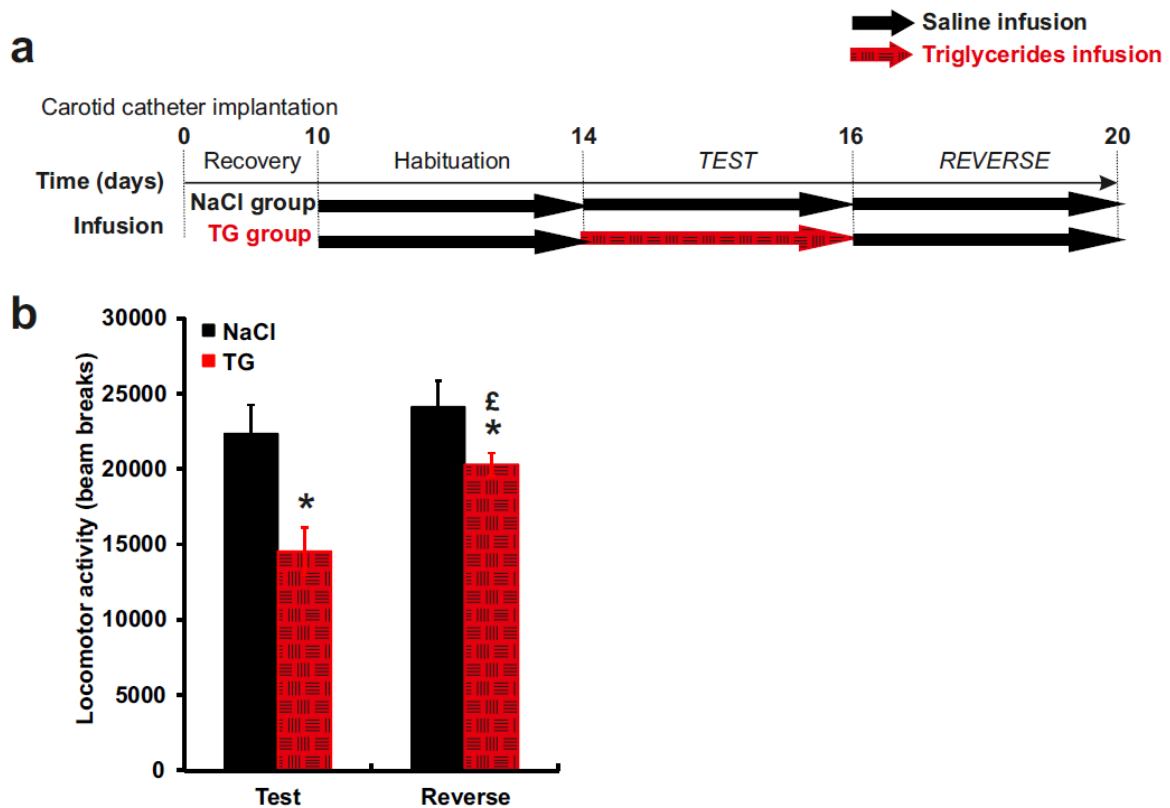 a
Saline infusion
Triglycerides infusion
Carotid catheter implantation
0 10 14 16 20
Recovery Habituation TEST REVERSE
Time (days)
NaCl group
Infusion
TG group
b
30000
NaCl
TG
25000
£
*
20000
*
15000
10000
5000
0
Locomotor activity (beam breaks)
Test Reverse